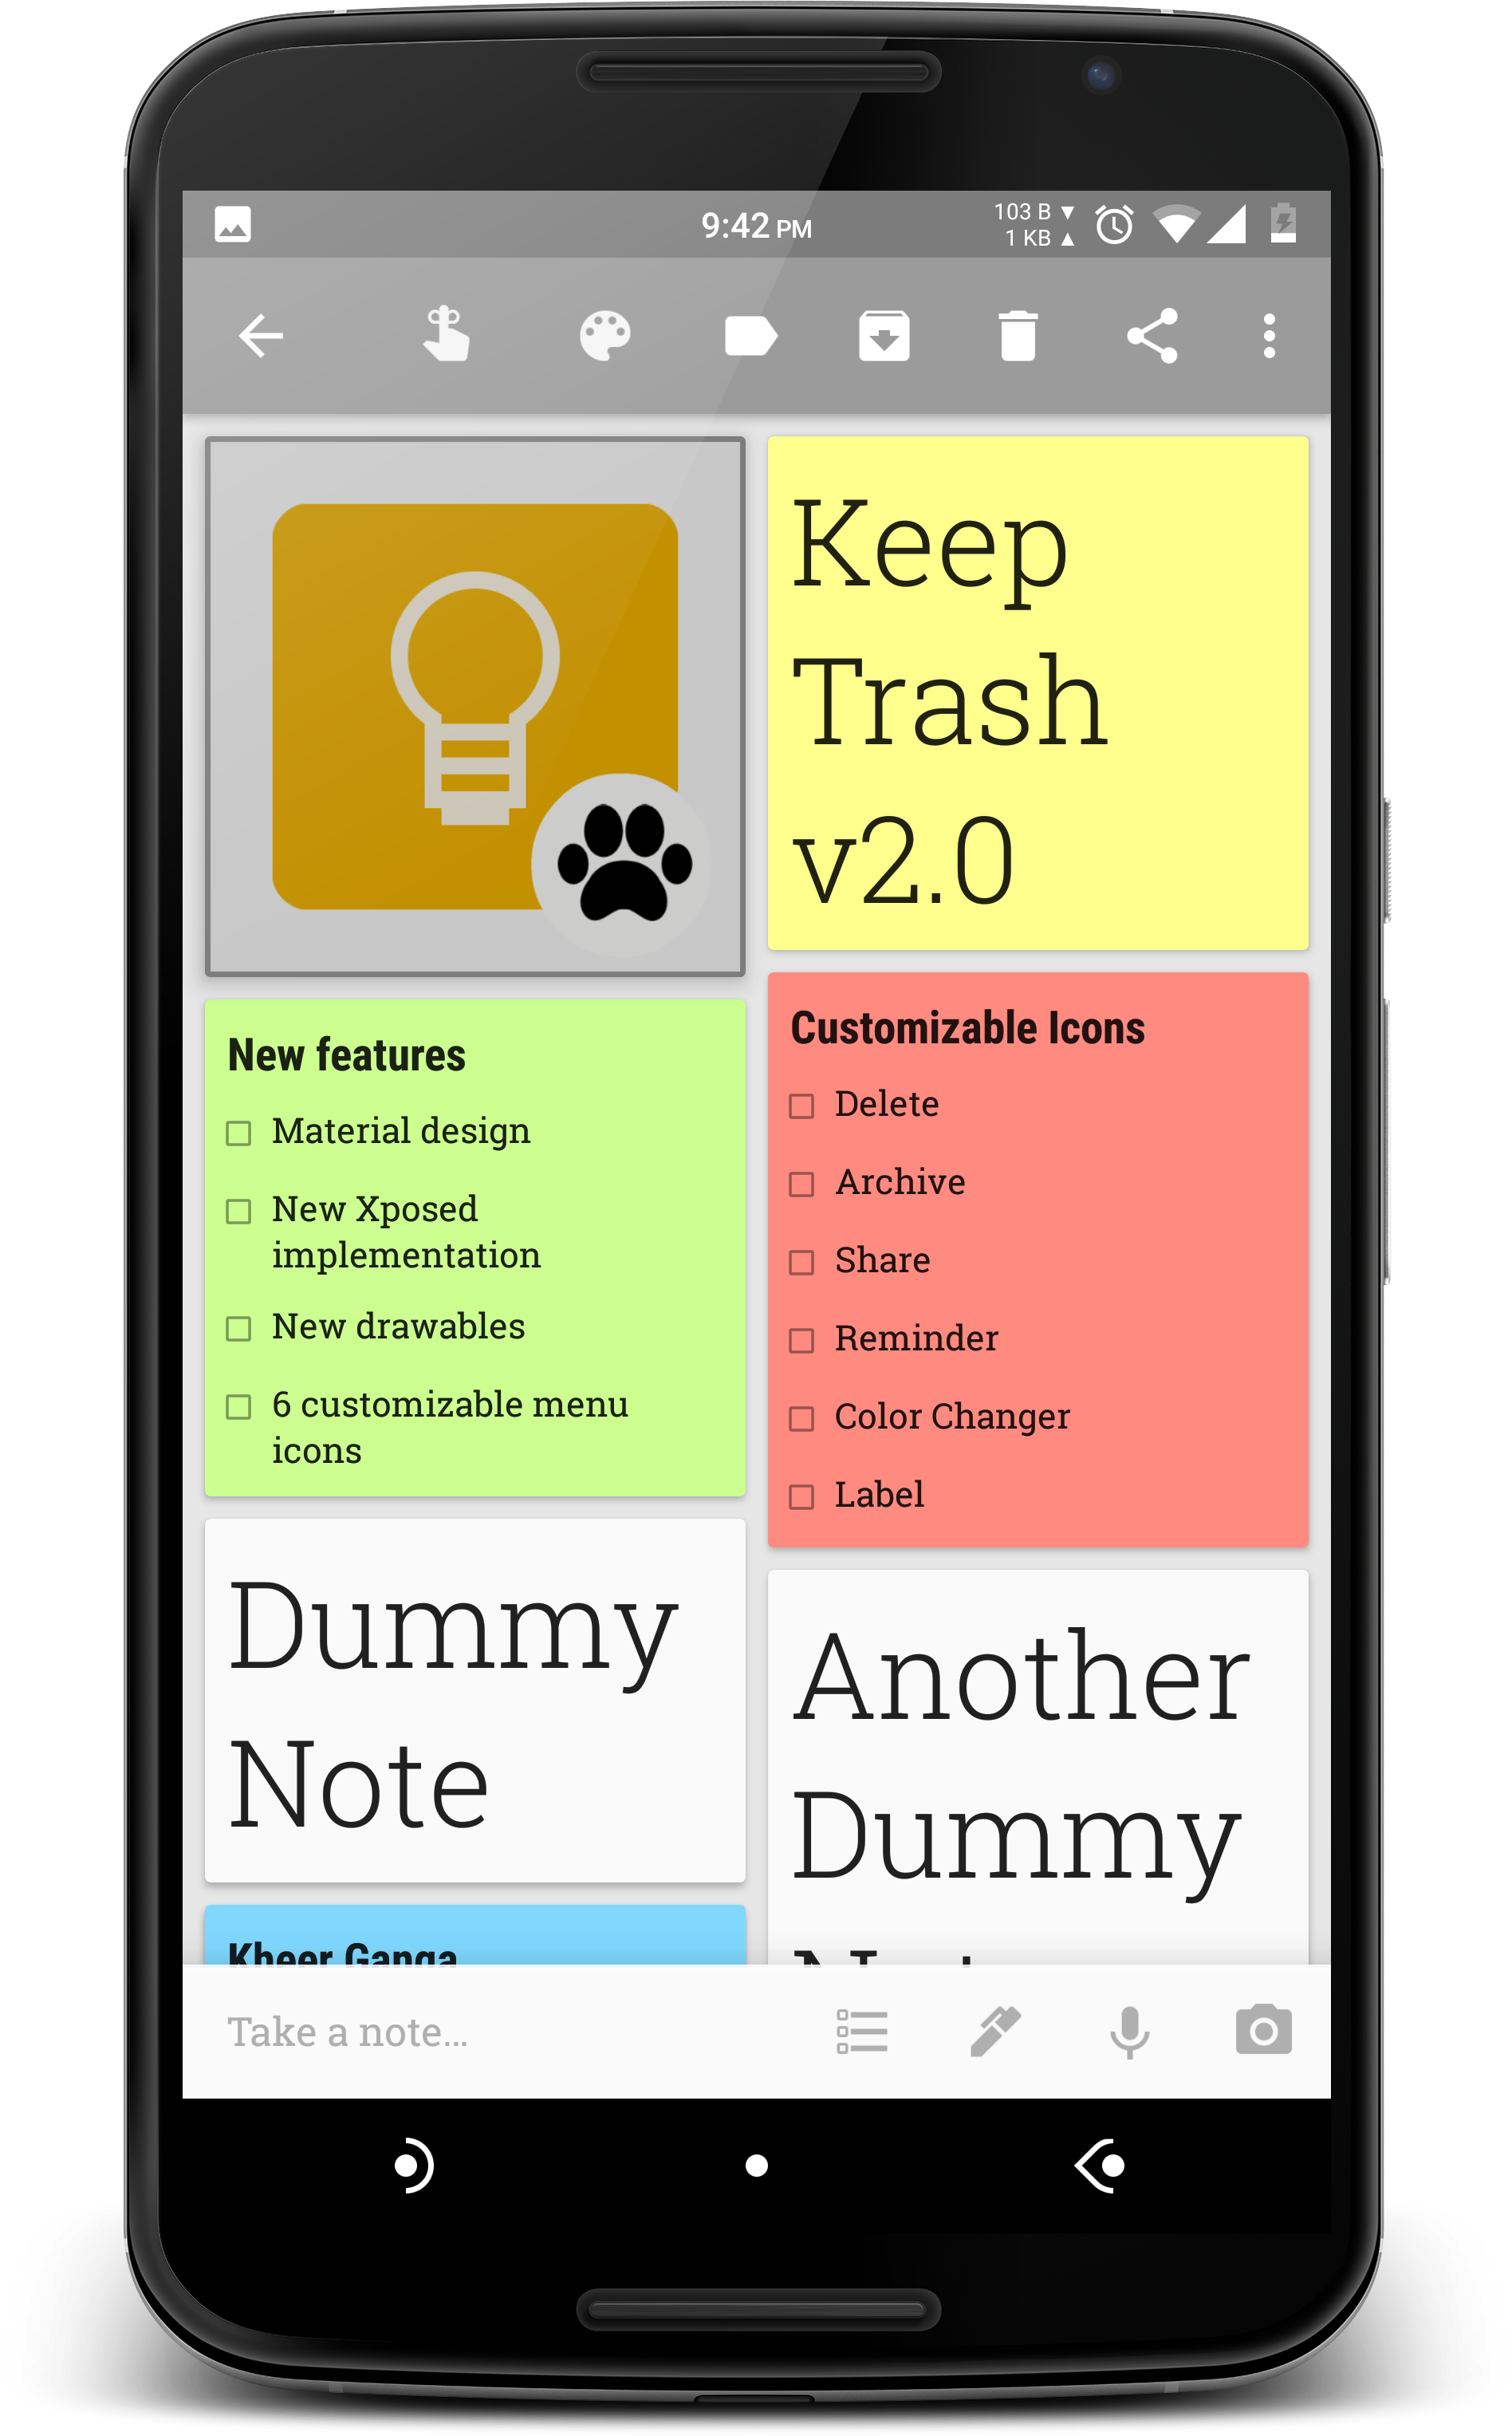 9:42 PM
103 B ▼
1 KB ▲
Keep
Trash
v2.0
New features
Material design
New Xposed
implementation
New drawables
6 customizable menu
icons
Customizable Icons
Delete
Archive
Share
Reminder
Color Changer
Label
Dummy
Note
Another
Dummy
Kheer Ganga
Take a note...